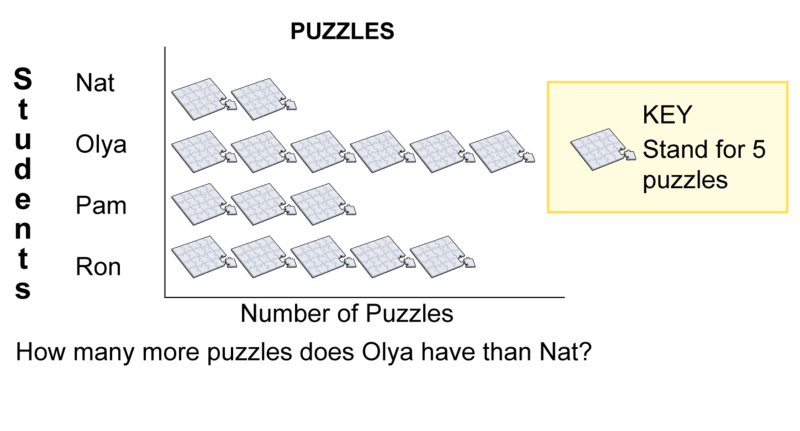 PUZZLES
Students
Nat
Olya
Pam
Ron
KEY
Stand for 5
puzzles
Number of Puzzles
How many more puzzles does Olya have than Nat?